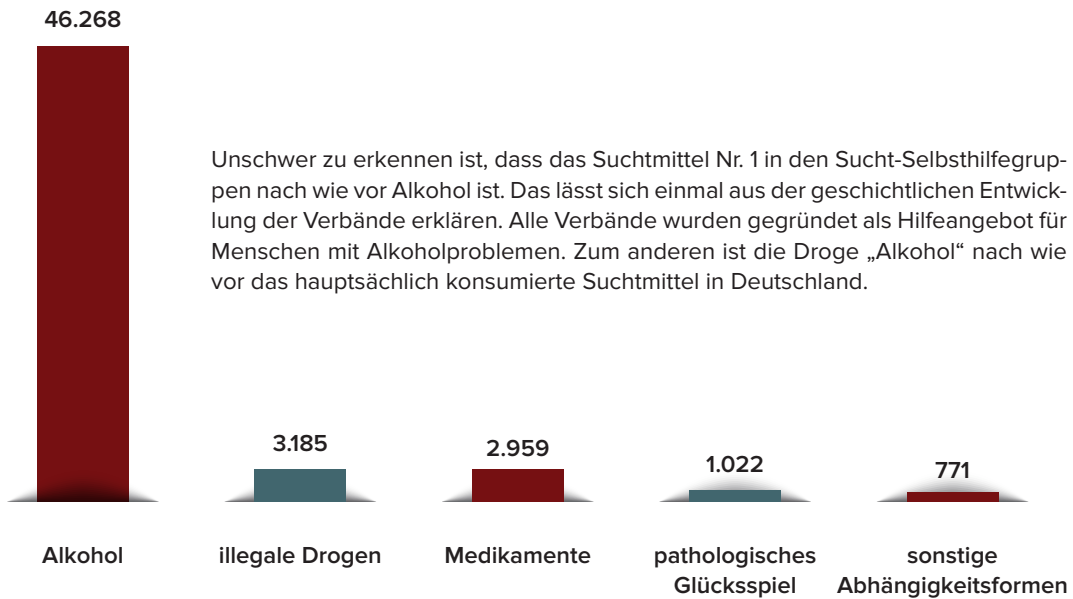 46.268
Unschwer zu erkennen ist, dass das Suchtmittel Nr. 1 in den Sucht-Selbsthilfegrup-
pen nach wie vor Alkohol ist. Das lässt sich einmal aus der geschichtlichen Entwick-
lung der Verbände erklären. Alle Verbände wurden gegründet als Hilfeangebot für
Menschen mit Alkoholproblemen. Zum anderen ist die Droge „Alkohol“ nach wie
vor das hauptsächlich konsumierte Suchtmittel in Deutschland.
3.185
2.959
1.022
771
Alkohol
illegale Drogen
Medikamente
pathologisches
Glücksspiel
sonstige
Abhängigkeitsformen